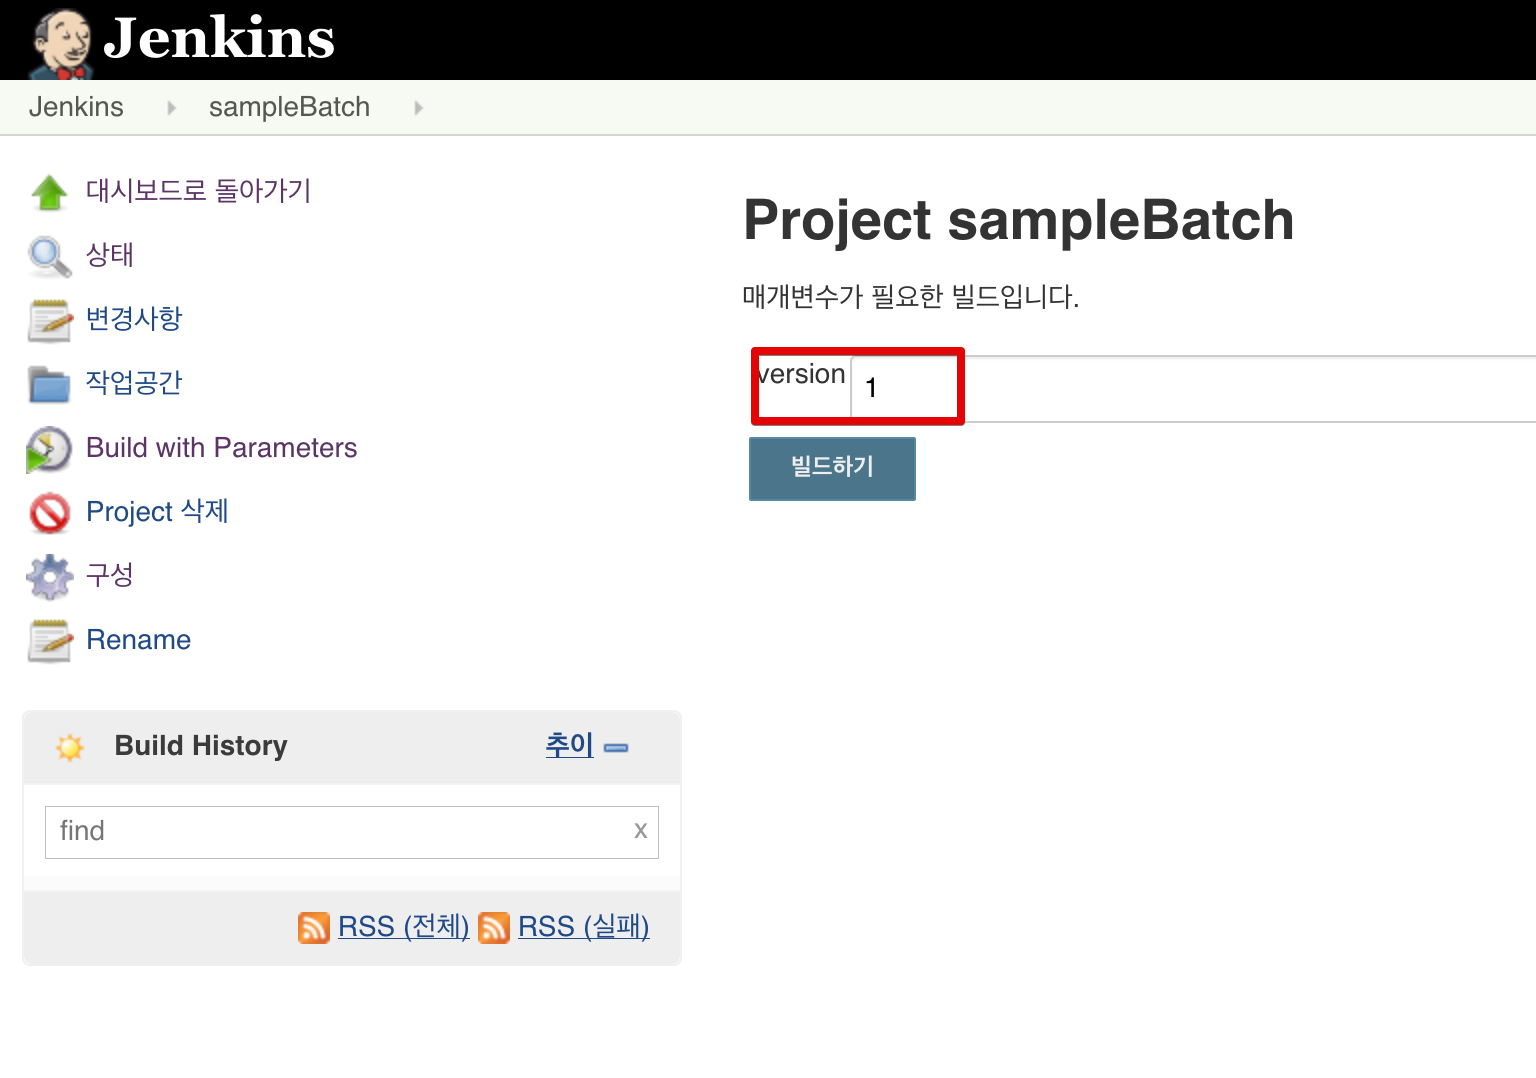 Jenkins
Jenkins sampleBatch
대시보드로 돌아가기
상태
변경사항
작업공간
Build with Parameters
Project 삭제
구성
Rename
Build History 추이
find x
RSS (전체) RSS (실패)
Project sampleBatch
매개변수가 필요한 빌드입니다.
version 1
빌드하기